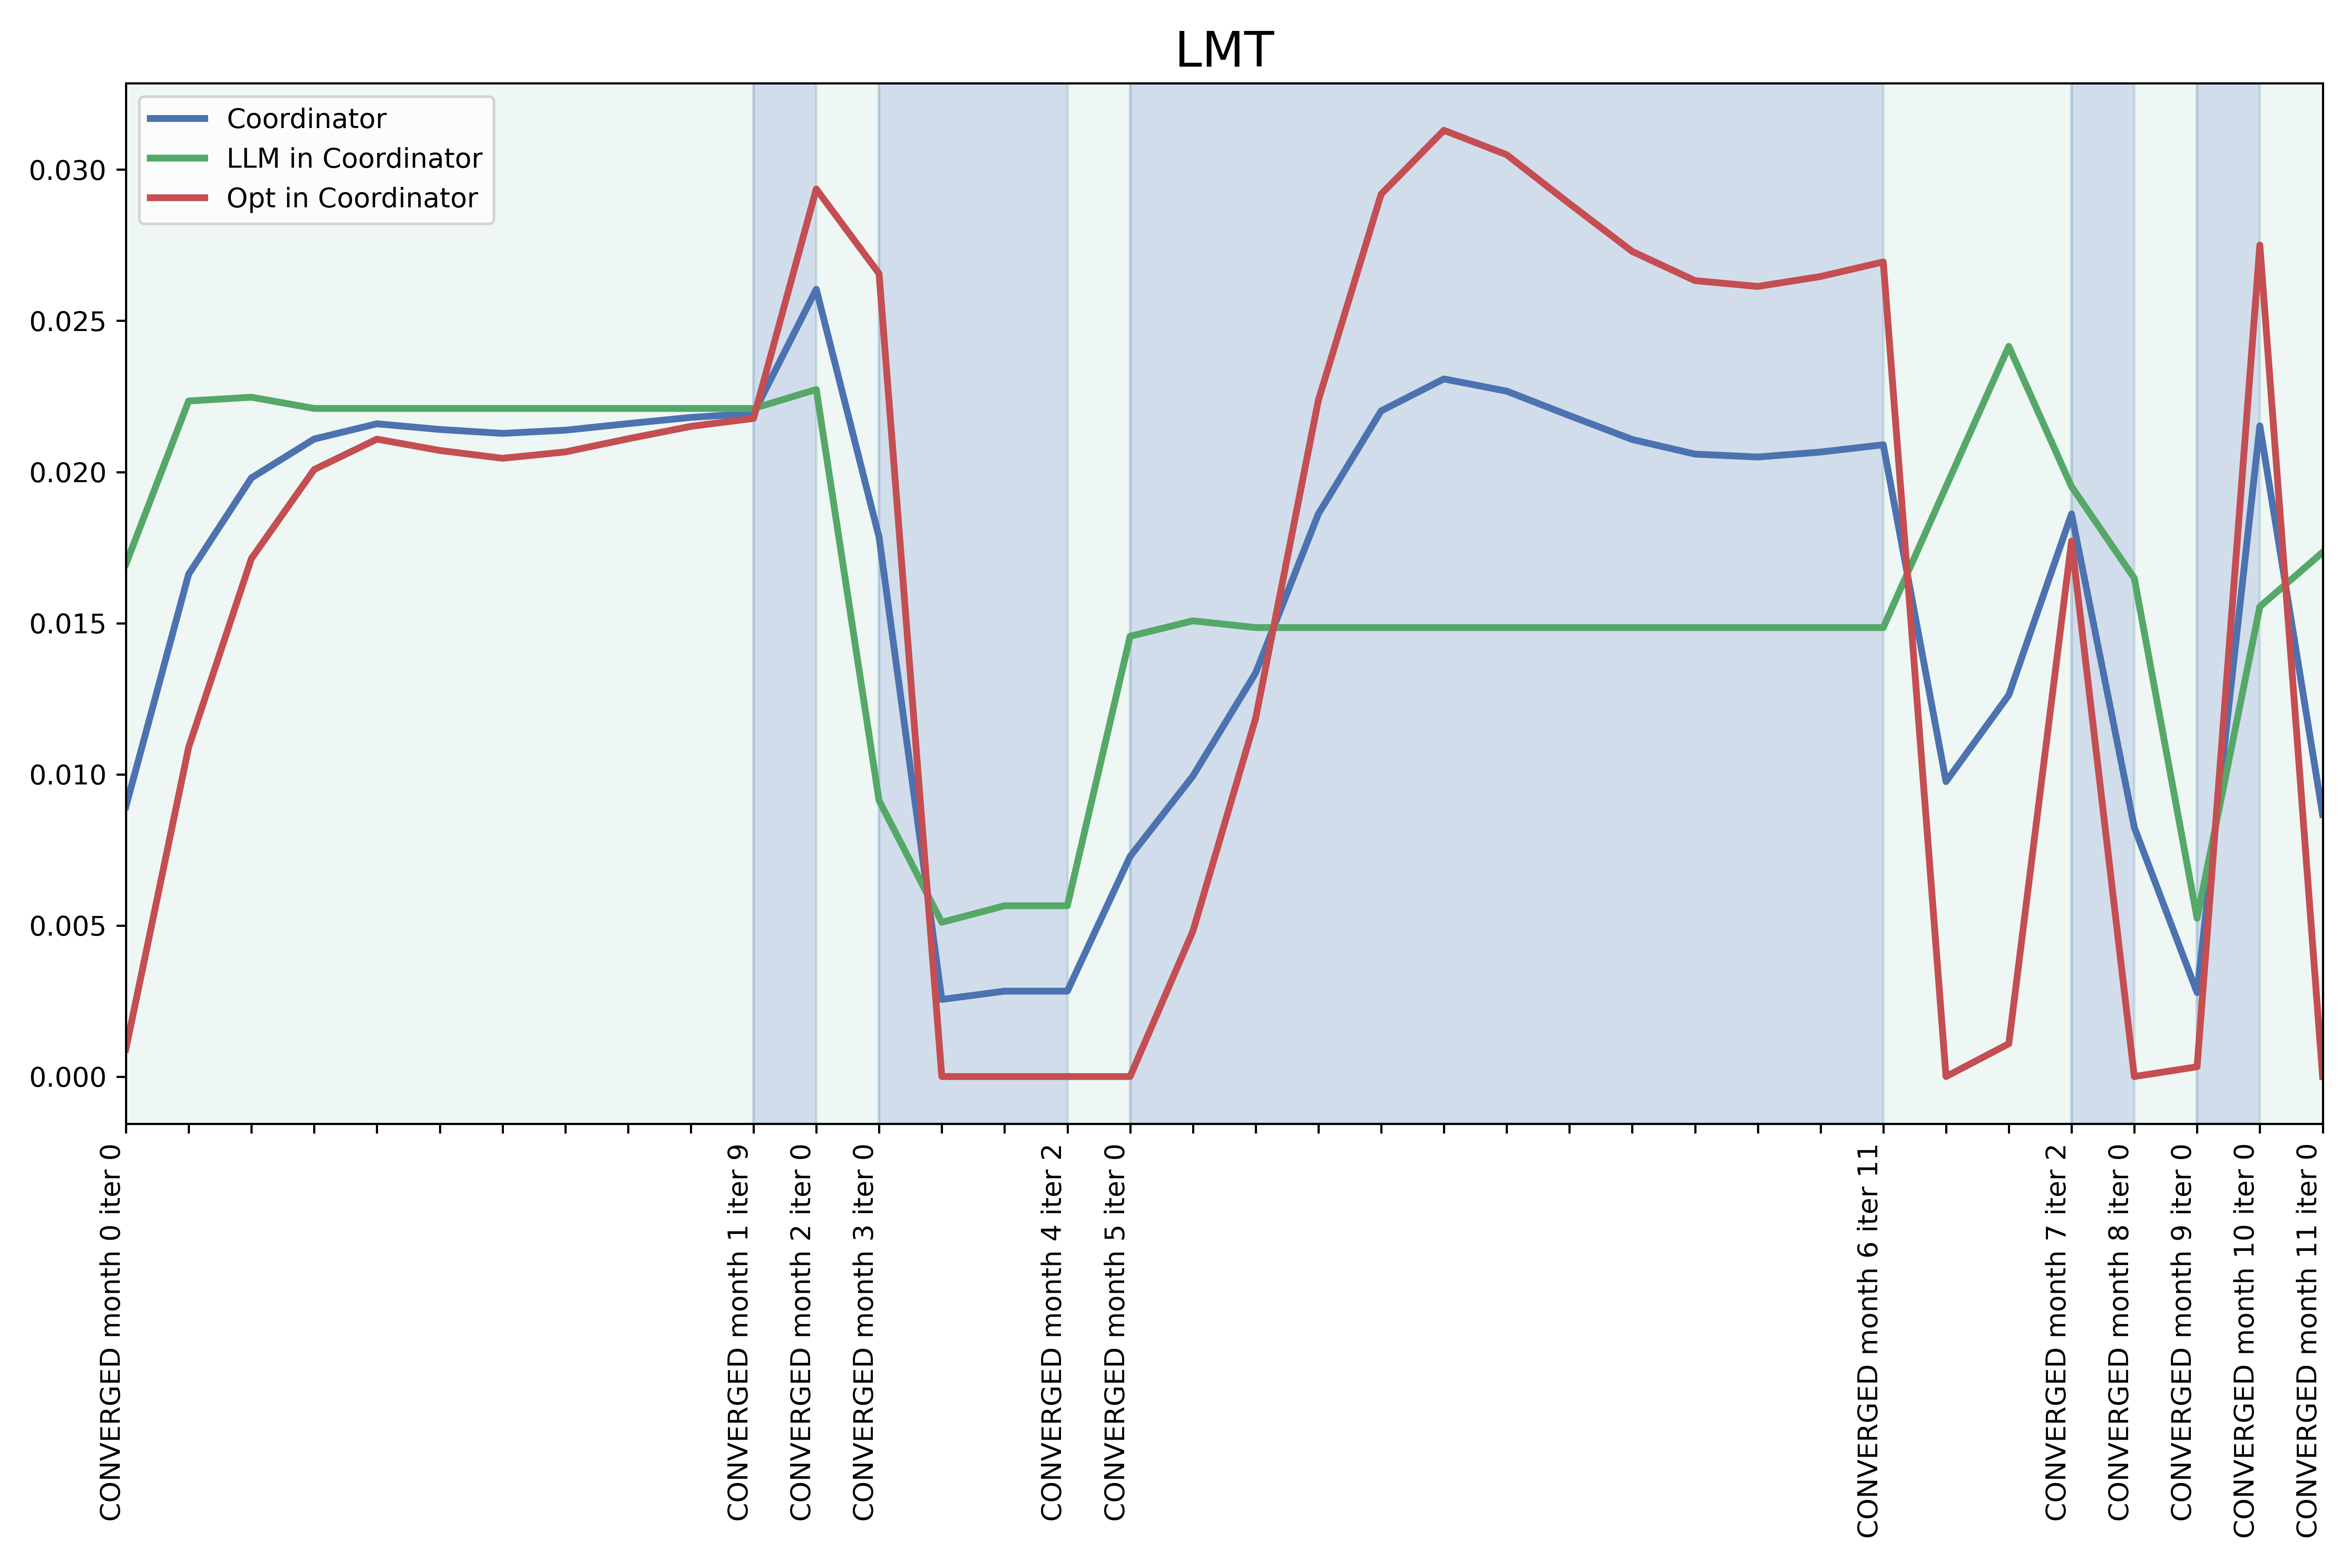 LMT
Coordinator
LLM in Coordinator
Opt in Coordinator
0.030
0.025
0.020
0.015
0.010
0.005
0.000
CONVERGED month 0 iter 0
CONVERGED month 1 iter 9
CONVERGED month 2 iter 0
CONVERGED month 3 iter 0
CONVERGED month 4 iter 2
CONVERGED month 5 iter 0
CONVERGED month 6 iter 11
CONVERGED month 7 iter 2
CONVERGED month 8 iter 0
CONVERGED month 9 iter 0
CONVERGED month 10 iter 0
CONVERGED month 11 iter 0